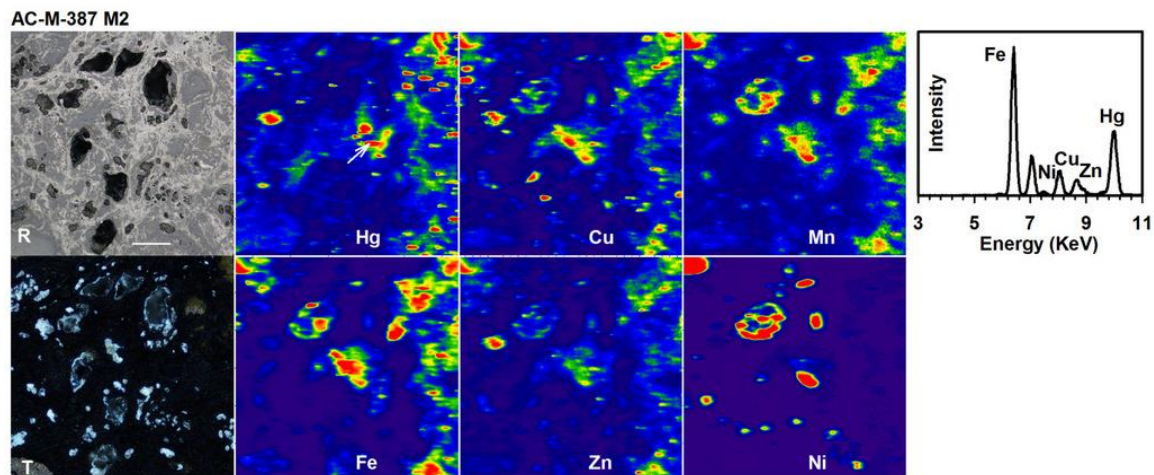 AC-M-387 M2
R
Hg
Cu
Mn
T
Fe
Zn
Ni
Intensity
Fe
Ni
Cu
Zn
Hg
3 5 7 9 11
Energy (KeV)